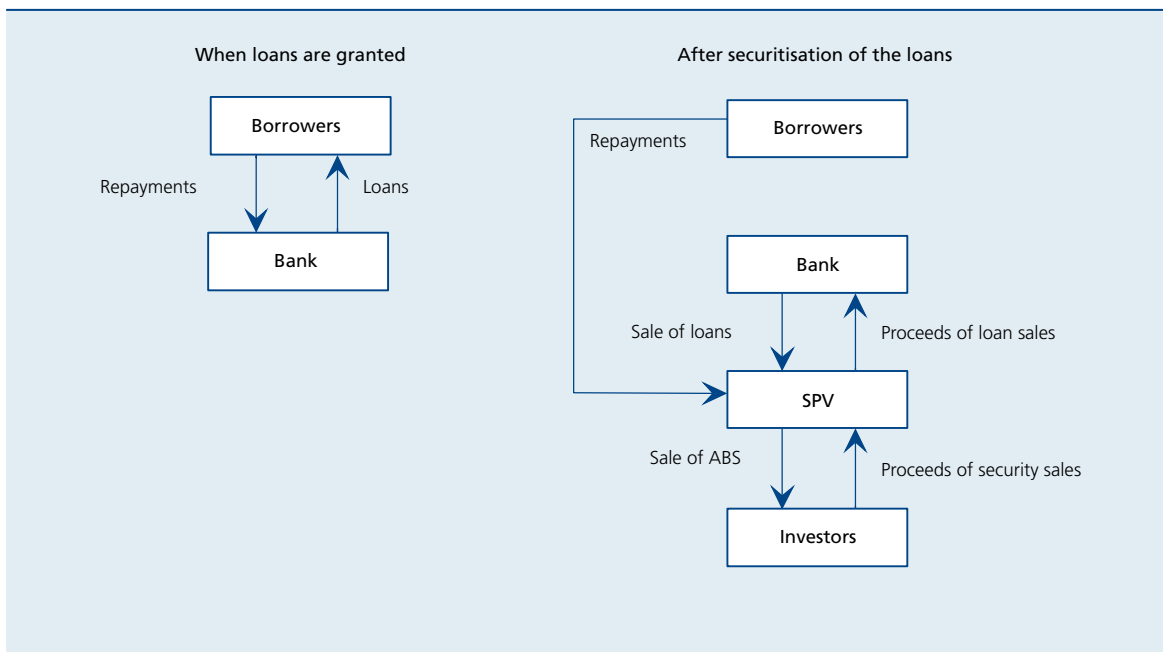 When loans are granted
Borrowers
Repayments
Loans
Bank
After securitisation of the loans
Borrowers
Repayments
Bank
Sale of loans
Proceeds of loan sales
SPV
Sale of ABS
Proceeds of security sales
Investors